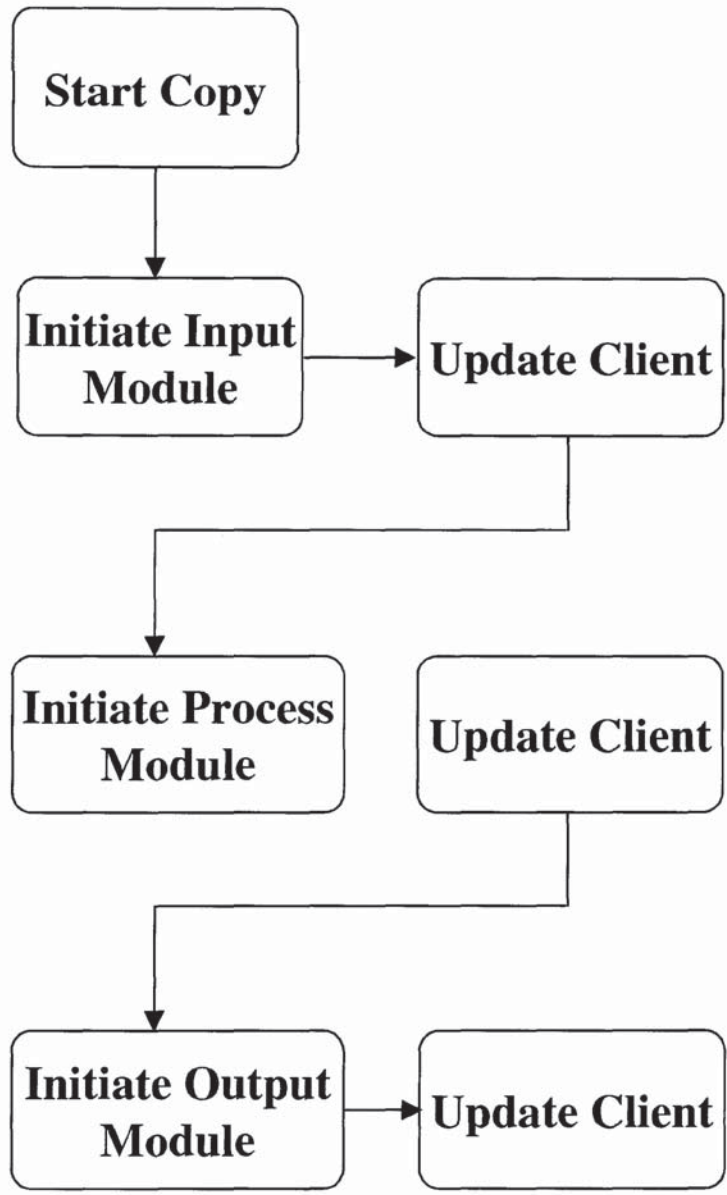 Start Copy
Initiate Input
Module
Update Client
Initiate Process
Module
Update Client
Initiate Output
Module
Update Client